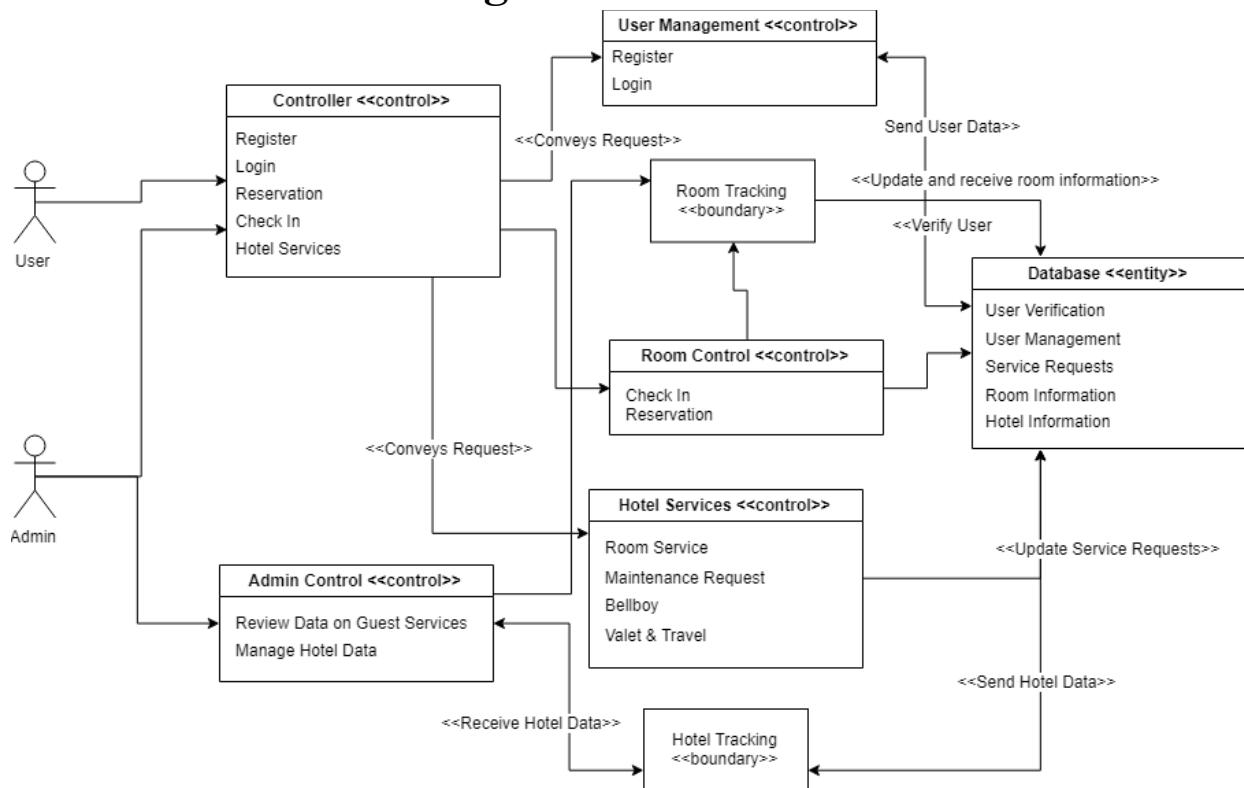 User Management <<control>>
Register
Login
Controller <<control>>
Register
Login
Reservation
Check In
Hotel Services
<<Conveys Request>>
Send User Data>>
Room Tracking
<<boundary>>
<<Update and receive room information>>
<<Verify User
User
Database <<entity>>
User Verification
User Management
Service Requests
Room Information
Hotel Information
Room Control <<control>>
Check In
Reservation
<<Conveys Request>>
Admin
Hotel Services <<control>>
Room Service
Maintenance Request
Bellboy
Valet & Travel
<<Update Service Requests>>
Admin Control <<control>>
Review Data on Guest Services
Manage Hotel Data
<<Send Hotel Data>>
<<Receive Hotel Data>>
Hotel Tracking
<<boundary>>